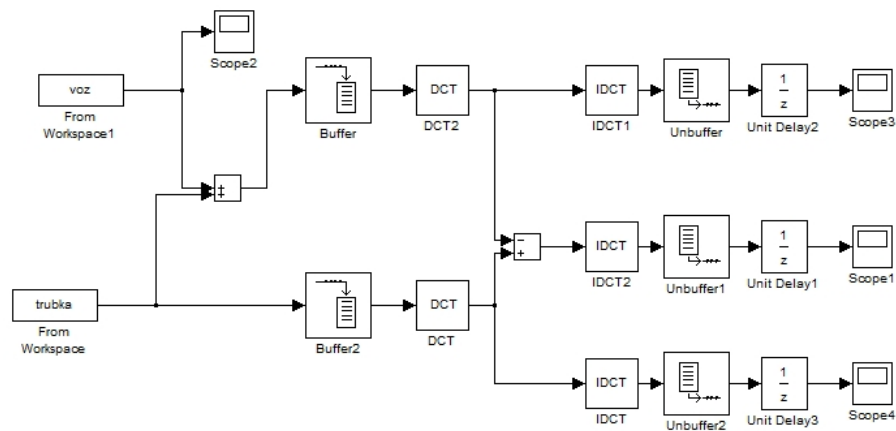 Scope2
voz
From
Workspace1
Buffer
DCT
DCT2
IDCT
IDCT1
Unbuffer
1
z
Unit Delay2
Scope3
+
+
−
+
IDCT
IDCT2
Unbuffer1
1
z
Unit Delay1
Scope1
trubka
From
Workspace
Buffer2
DCT
DCT
IDCT
IDCT
Unbuffer2
1
z
Unit Delay3
Scope4